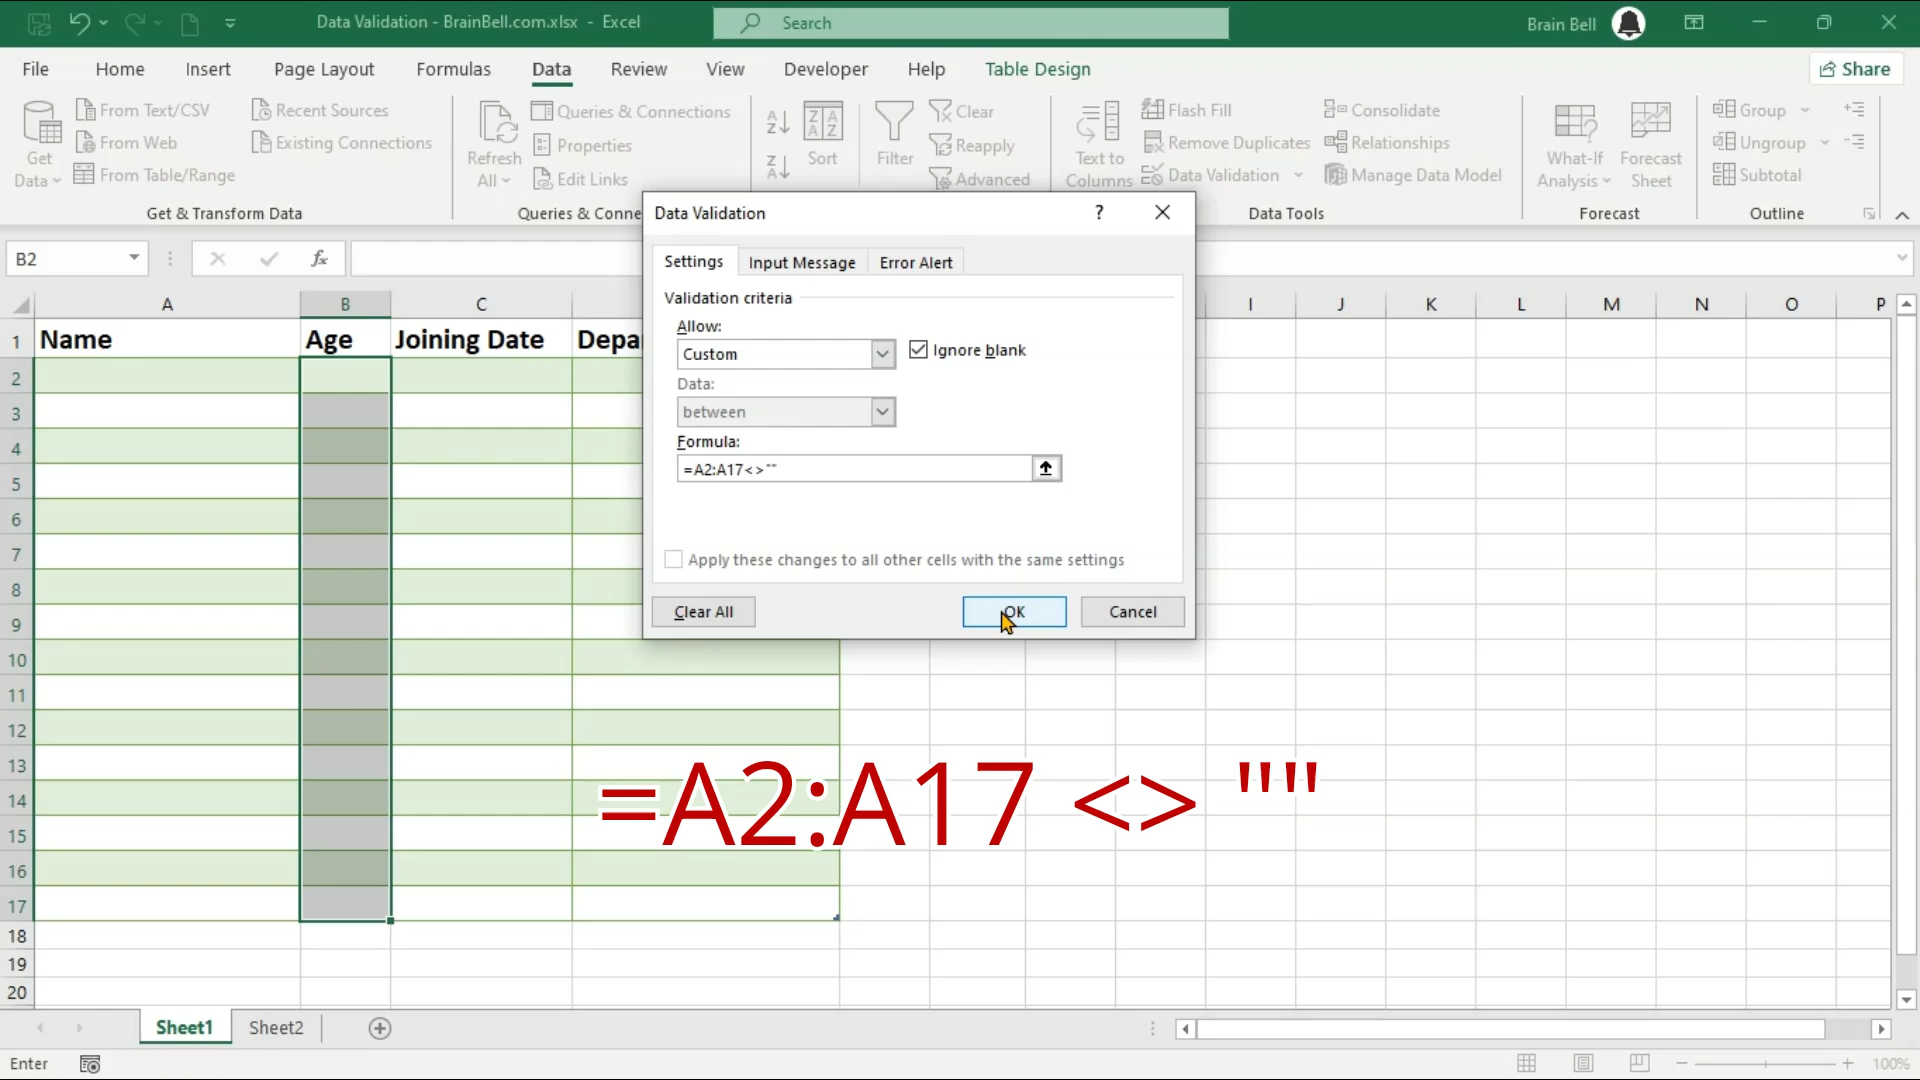 Data Validation - BrainBell.com.xlsx - Excel
Search
Brain Bell
File Home Insert Page Layout Formulas Data Review View Developer Help Table Design
Share
Get Data
From Text/CSV
From Web
From Table/Range
Recent Sources
Existing Connections
Get & Transform Data
Refresh All
Queries & Connections
Properties
Edit Links
Queries & Conne
Sort
Filter
Clear
Reapply
Advanced
Text to Columns
Flash Fill
Remove Duplicates
Data Validation
Consolidate
Relationships
Manage Data Model
Data Tools
What-If Analysis
Forecast Sheet
Forecast
Group
Ungroup
Subtotal
Outline
B2
fx
Data Validation ?
Settings Input Message Error Alert
Validation criteria
Allow:
Custom
Ignore blank
Data:
between
Formula:
=A2:A17<>""
Apply these changes to all other cells with the same settings
Clear All OK Cancel
A B C I J K L M N O P
1 Name Age Joining Date Depa
2
3
4
5
6
7
8
9
10
11
12
13
14
15
16
17
18
19
20
=A2:A17 <> ""
Sheet1 Sheet2
Enter
100%